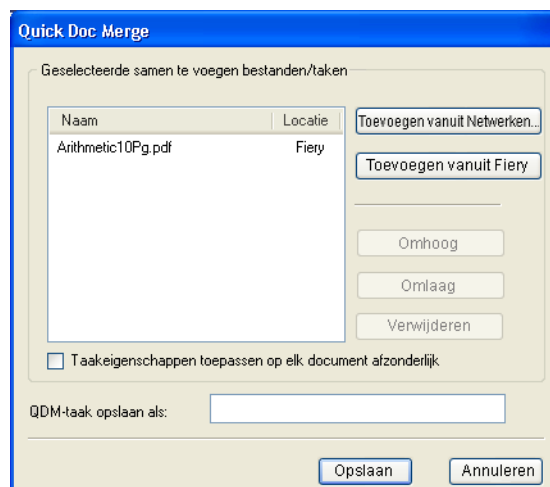 Quick Doc Merge
Geselecteerde samen te voegen bestanden/taken
Naam Locatie
Arithmetic10Pg.pdf Fiery
Toevoegen vanuit Netwerken...
Toevoegen vanuit Fiery
Omhoog
Omlaag
Verwijderen
Taakeigenschappen toepassen op elk document afzonderlijk
QDM-taak opslaan als:
Opslaan Annuleren